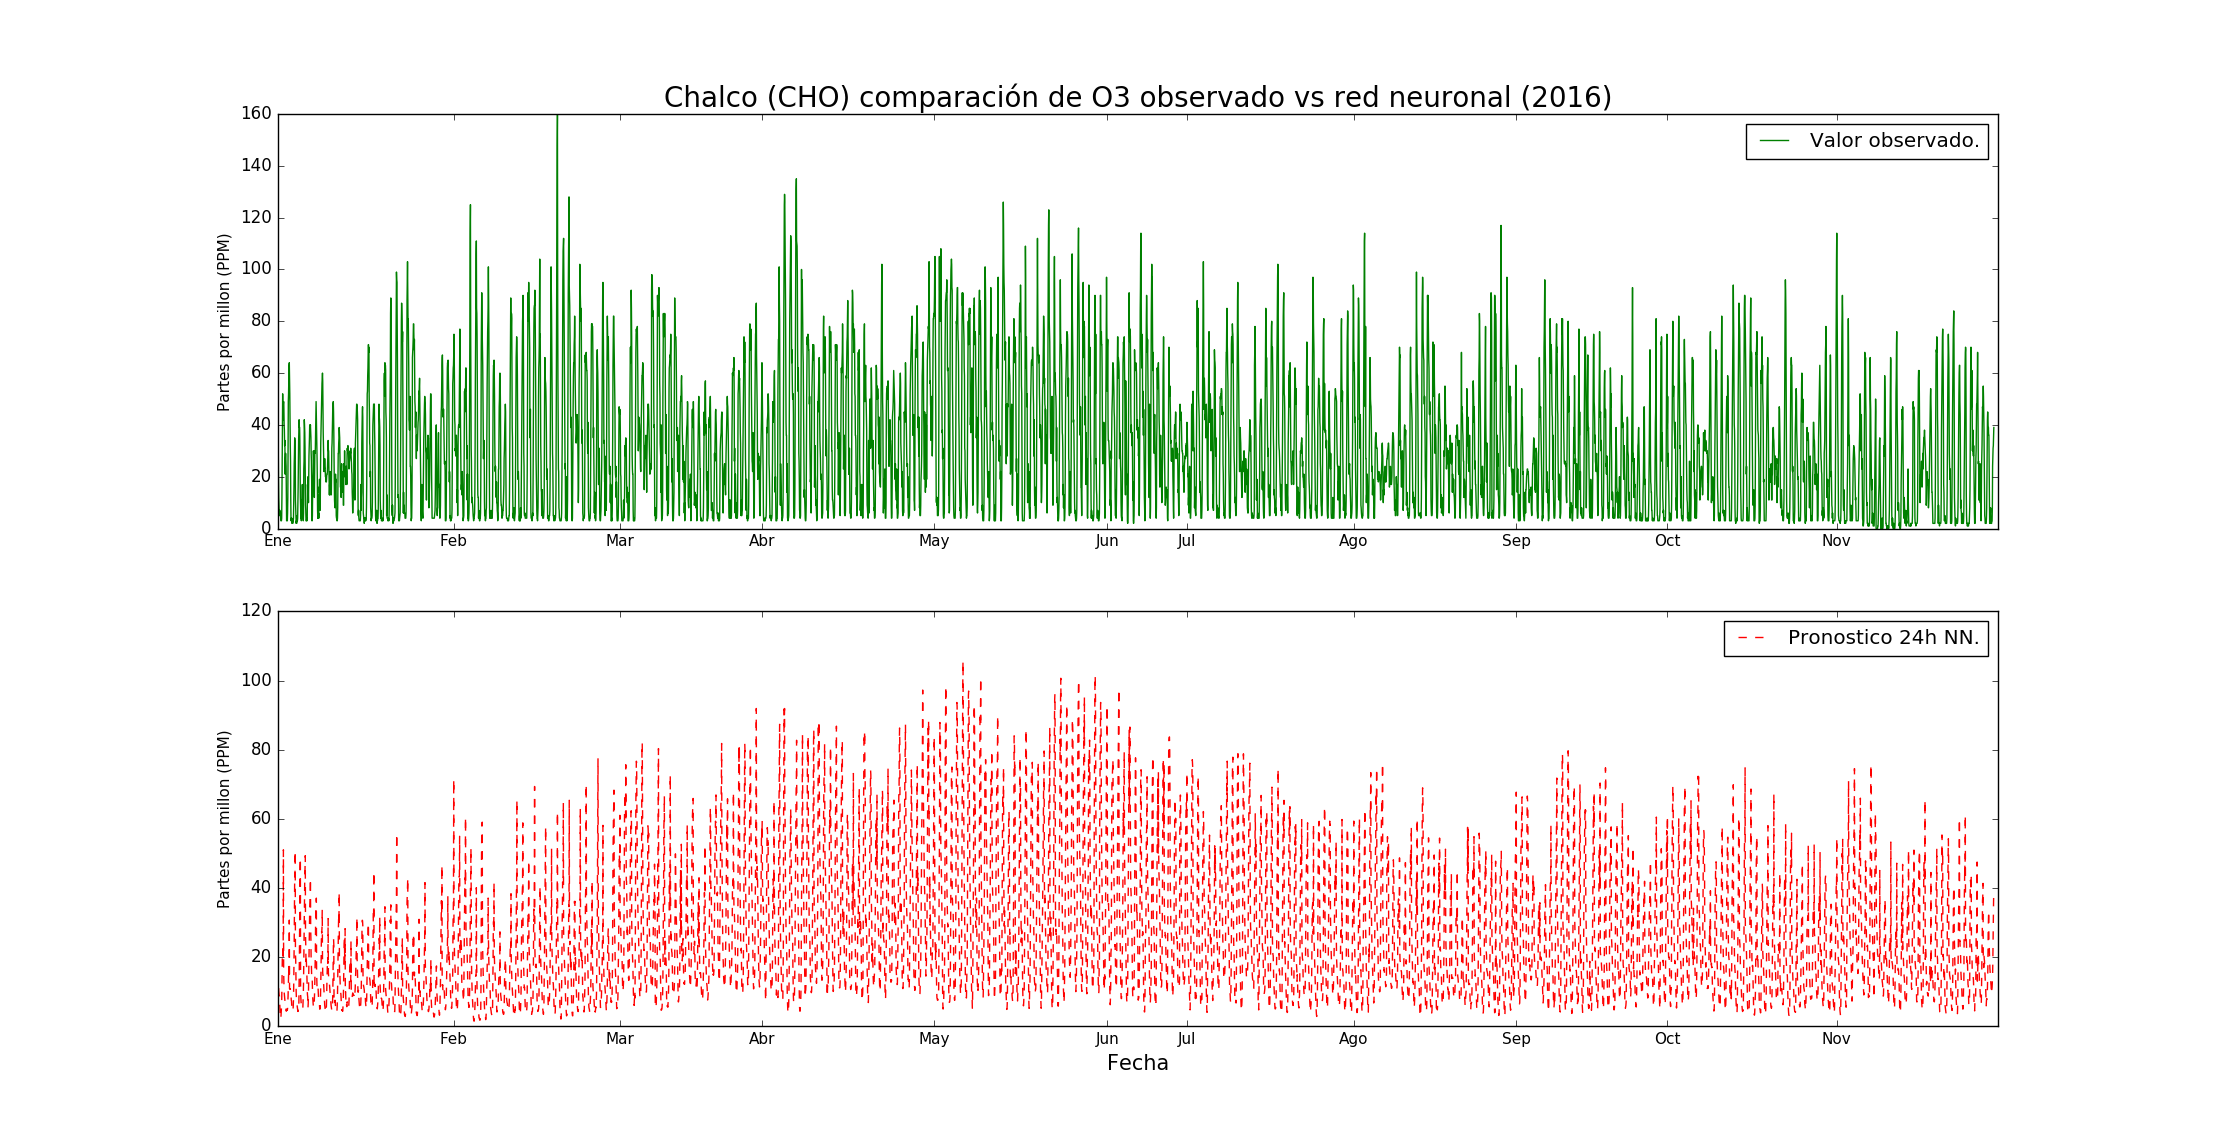 Chalco (CHO) comparación de O3 observado vs red neuronal (2016)
160
140
120
100
80
60
40
20
0
Partes por millon (PPM)
Valor observado.
Ene Feb Mar Abr May Jun Jul Ago Sep Oct Nov
120
100
80
60
40
20
0
Partes por millon (PPM)
Pronostico 24h NN.
Ene Feb Mar Abr May Jun Jul Ago Sep Oct Nov
Fecha